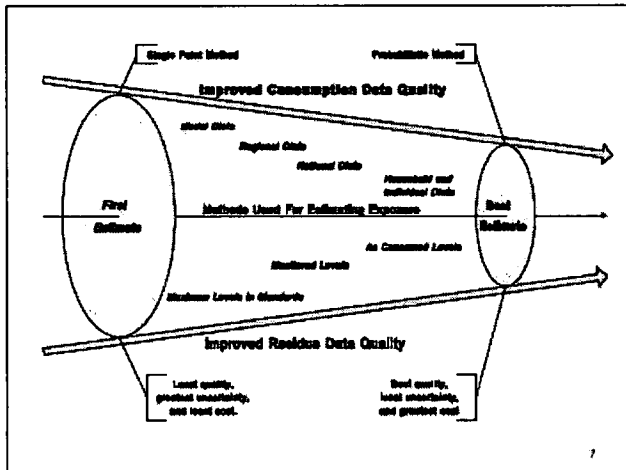 Single Point Method
Probabilistic Method
Improved Consumption Data Quality
Model Diets
Regional Diets
National Diets
Household and
Individual Diets
First
Estimate
Methods Used For Estimating Exposure
Best
Estimate
As Consumed Levels
Monitored Levels
Maximum Levels in Standards
Improved Residue Data Quality
Least quality,
greatest uncertainty,
and least cost.
Best quality,
least uncertainty,
and greatest cost